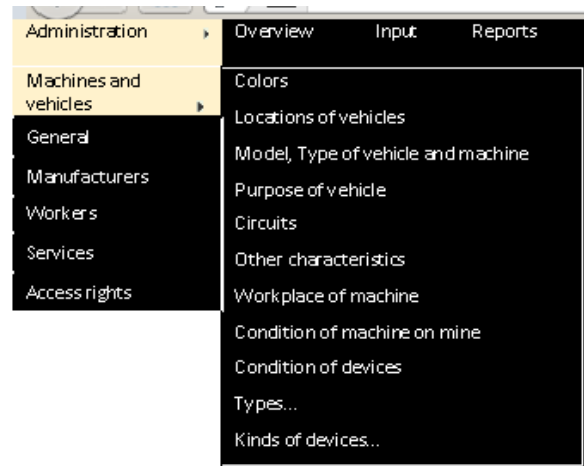 Administration
Overview Input Reports
Machines and
vehicles
General
Manufacturers
Workers
Services
Access rights
Colors
Locations of vehicles
Model, Type of vehicle and machine
Purpose of vehicle
Circuits
Other characteristics
Workplace of machine
Condition of machine on mine
Condition of devices
Types...
Kinds of devices...